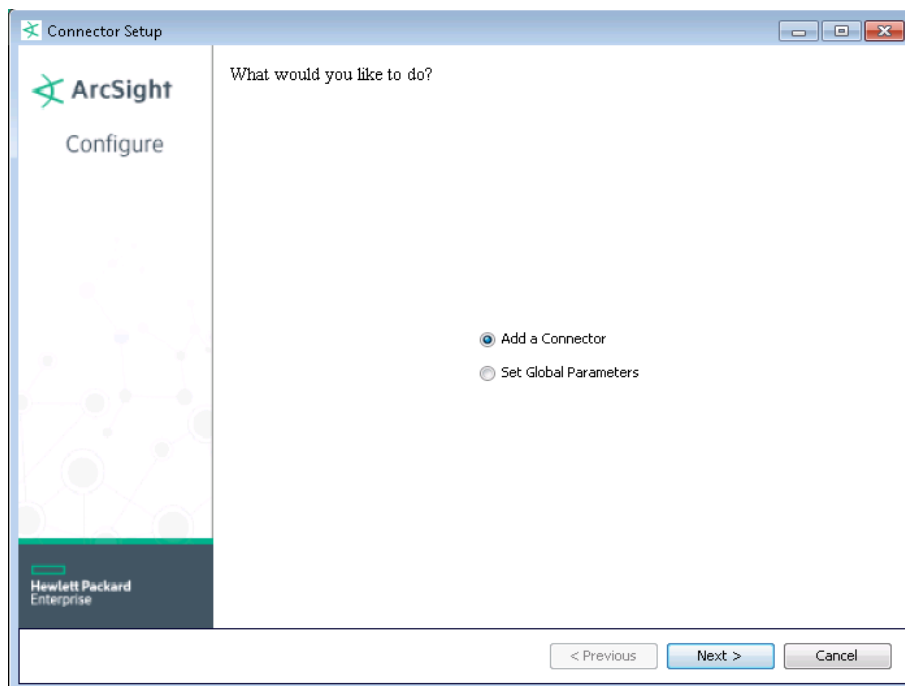 Connector Setup
ArcSight
Configure
What would you like to do?
Add a Connector
Set Global Parameters
Hewlett Packard
Enterprise
< Previous
Next >
Cancel